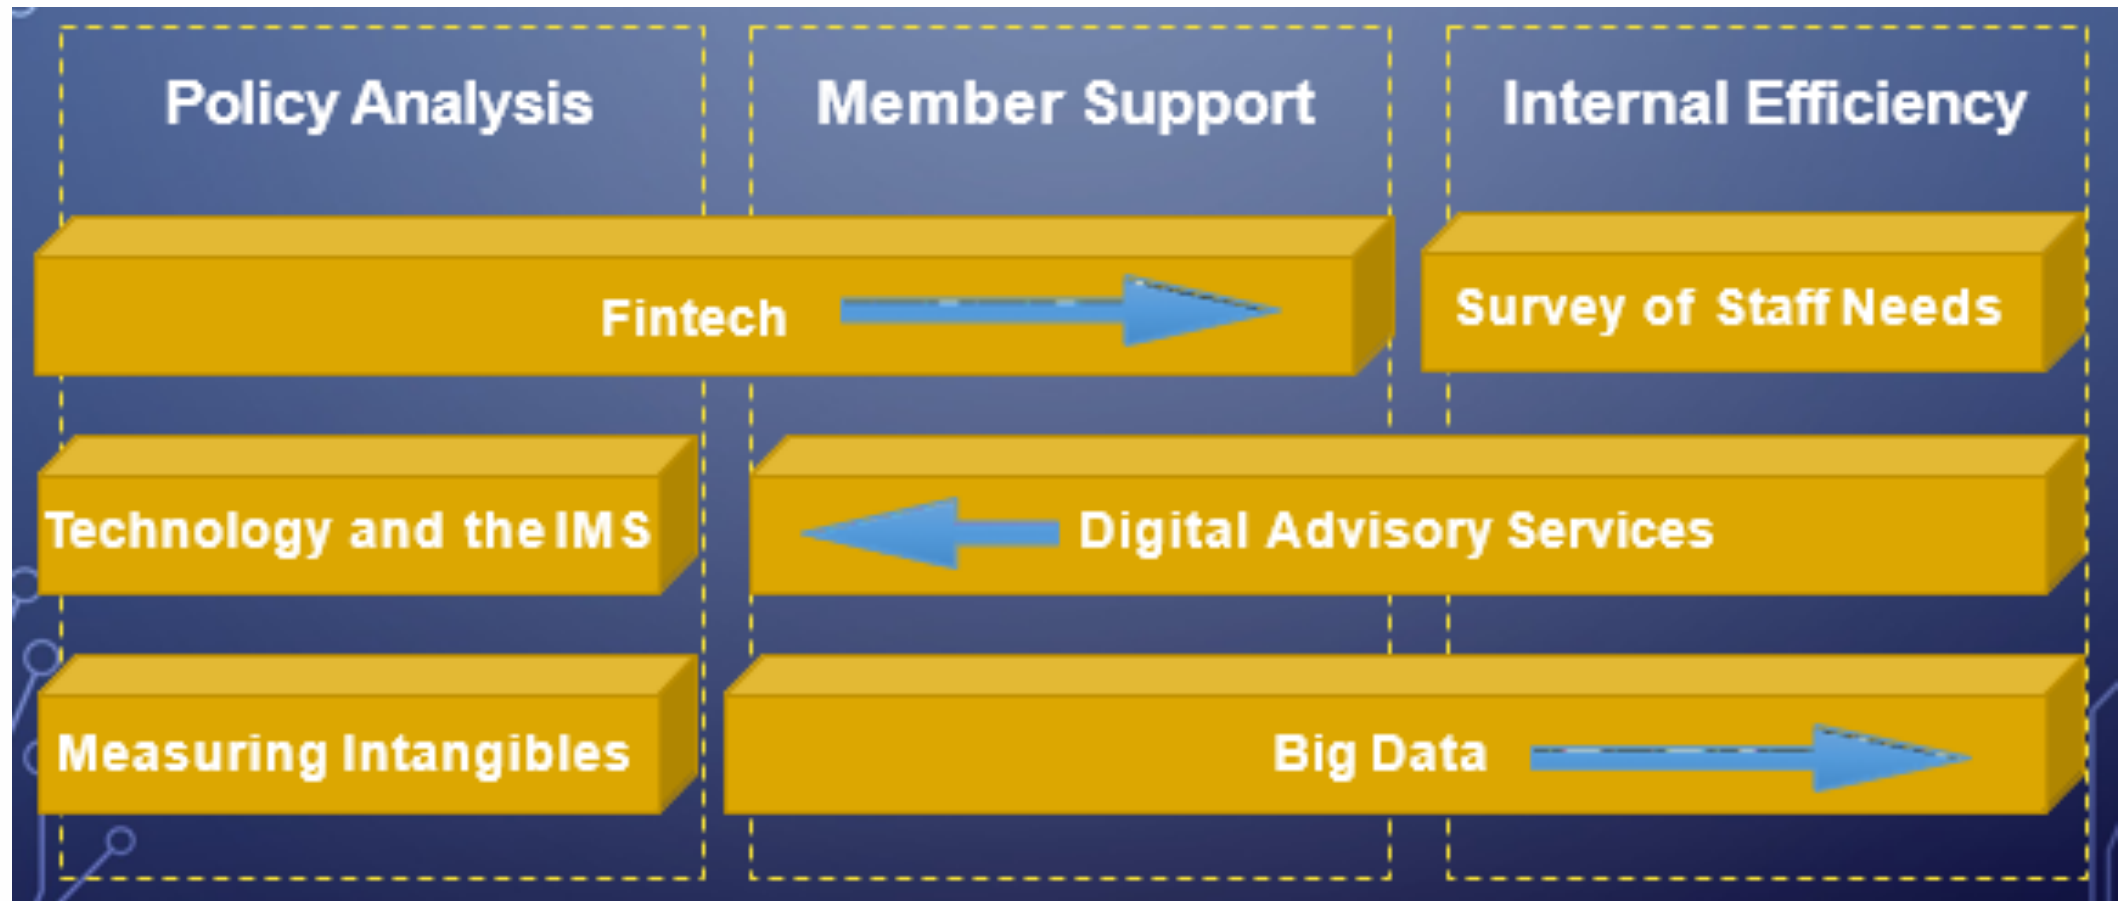 Policy Analysis
Member Support
Internal Efficiency
Fintech
Survey of Staff Needs
Technology and the IMS
Digital Advisory Services
Measuring Intangibles
Big Data